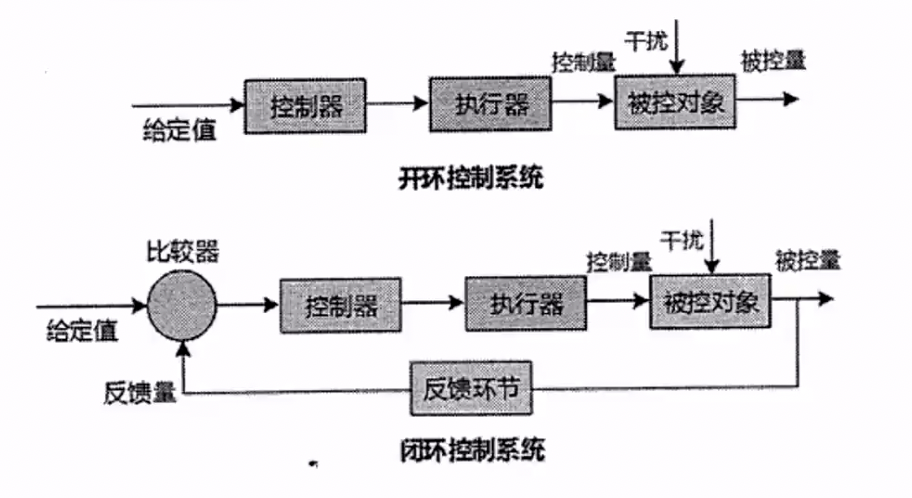 干扰
控制量
被控量
控制器
执行器
被控对象
给定值
开环控制系统
比较器
干扰
控制量
被控量
控制器
执行器
被控对象
给定值
反馈量
反馈环节
闭环控制系统